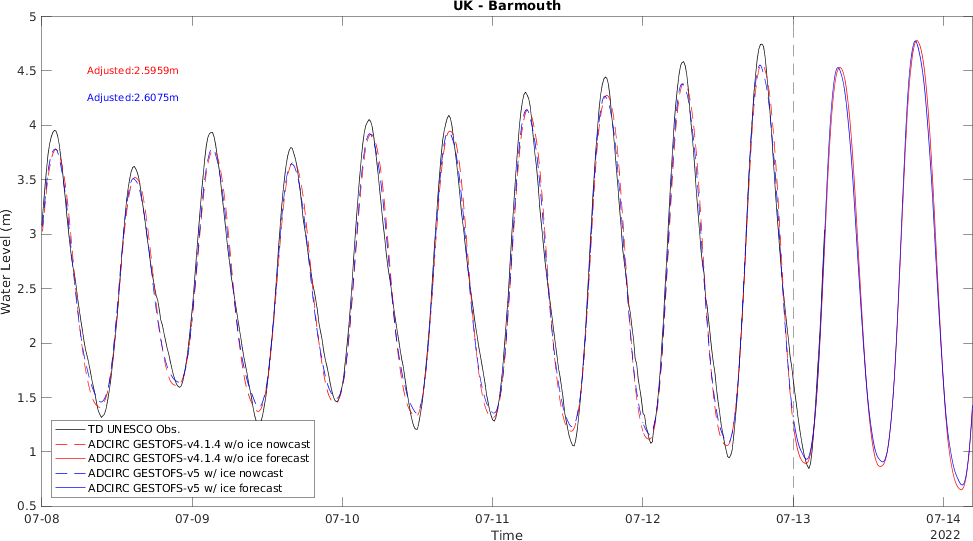 UK - Barmouth
5
4.5
4
3.5
3
2.5
2
1.5
1
0.5
Water Level (m)
Adjusted:2.5959m
Adjusted:2.6075m
TD UNESCO Obs.
ADCIRC GESTOFS-v4.1.4 w/o ice nowcast
ADCIRC GESTOFS-v4.1.4 w/o ice forecast
ADCIRC GESTOFS-v5 w/ ice nowcast
ADCIRC GESTOFS-v5 w/ ice forecast
07-08
07-09
07-10
07-11
07-12
07-13
07-14
Time
2022